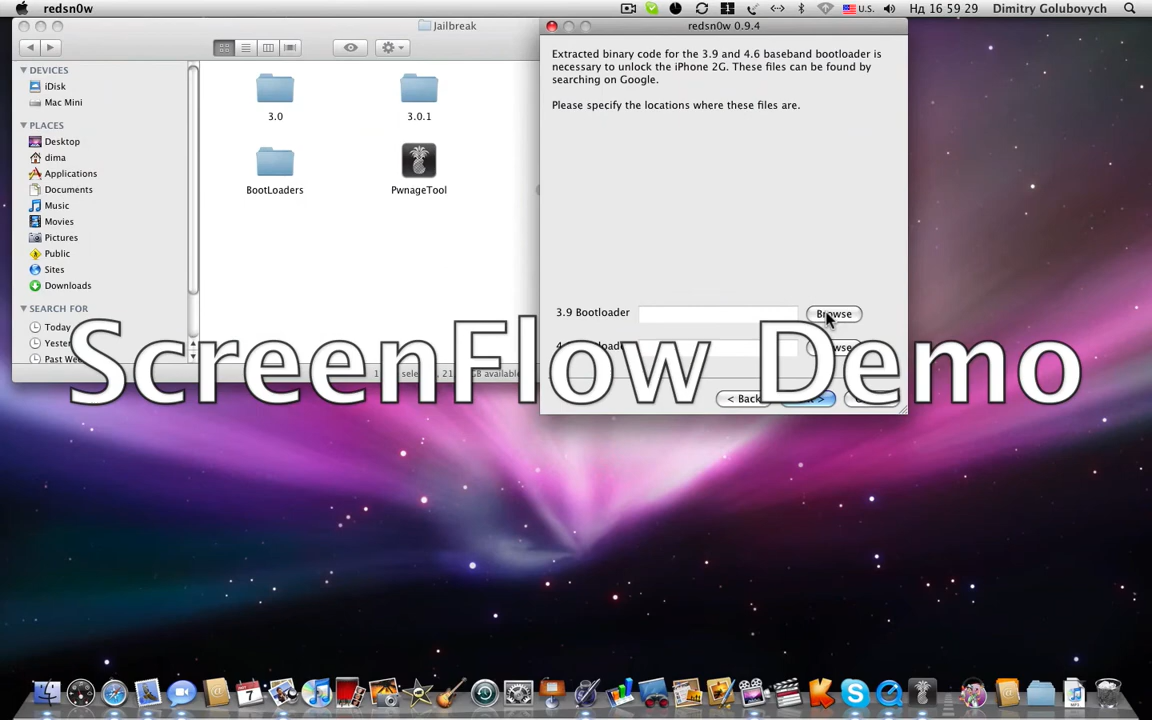 redsn0w
U.S.
Нд 16 59 29
Dimitry Golubovych
Jailbreak
redsn0w 0.9.4
DEVICES
iDisk
Mac Mini
PLACES
Desktop
dima
Applications
Documents
Music
Movies
Pictures
Public
Sites
Downloads
SEARCH FOR
Today
3.0
3.0.1
BootLoaders
PwnageTool
Extracted binary code for the 3.9 and 4.6 baseband bootloader is
necessary to unlock the iPhone 2G. These files can be found by
searching on Google.
Please specify the locations where these files are.
3.9 Bootloader
Browse
< Back
ScreenFlow Demo